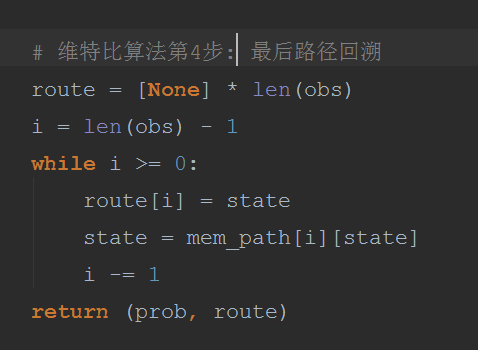 # 维特比算法第4步: 最后路径回溯
route = [None] * len(obs)
i = len(obs) - 1
while i >= 0:
    route[i] = state
    state = mem_path[i][state]
    i -= 1
return (prob, route)